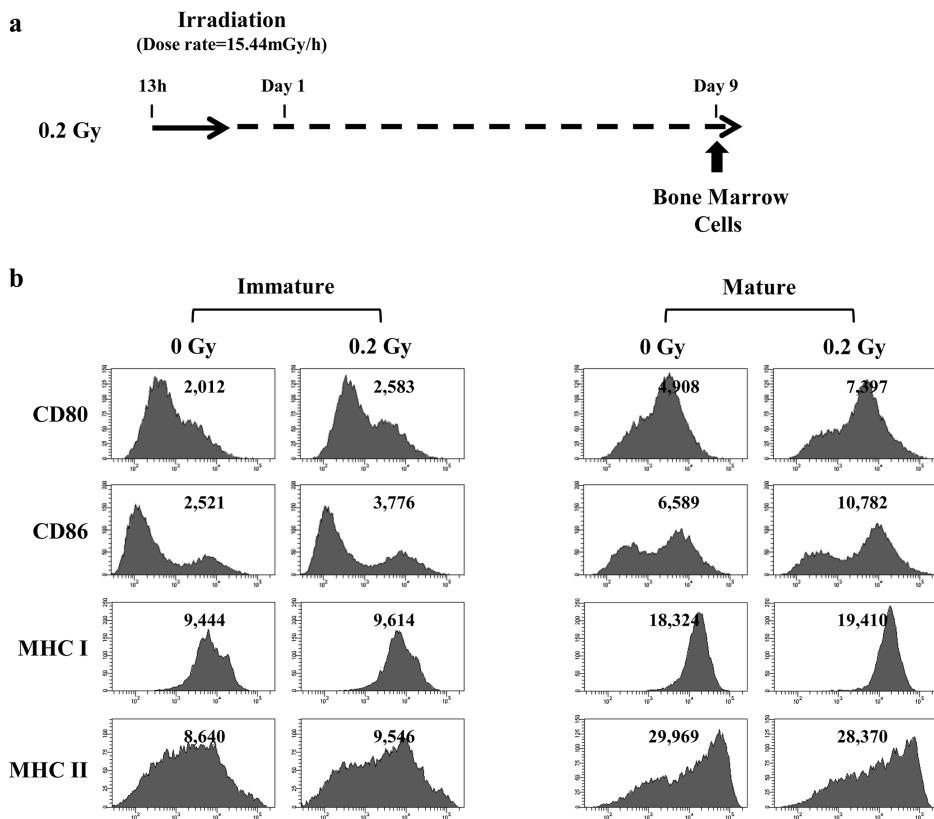 a
Irradiation
(Dose rate=15.44mGy/h)
13h
Day 1
Day 9
0.2 Gy
Bone Marrow
Cells
b
Immature
Mature
0 Gy
0.2 Gy
0 Gy
0.2 Gy
CD80
2,012
2,583
4,908
7,397
CD86
2,521
3,776
6,589
10,782
MHC I
9,444
9,614
18,324
19,410
MHC II
8,640
9,546
29,969
28,370